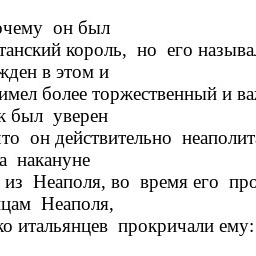 очему он был
танский король, но его называ
жден в этом и
имел более торжественный и ва
к был уверен
что он действительно неаполит
а накануне
из Неаполя, во время его про
цам Неаполя,
ко итальянцев прокричали ему: